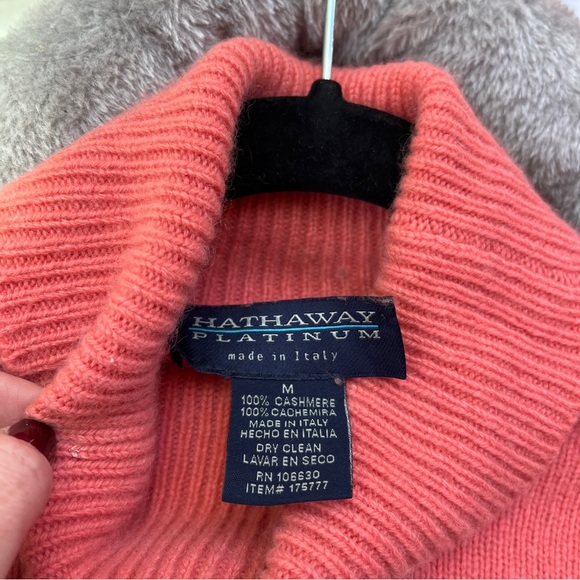 HATHAWAY
PLATINUM
made in Italy
M
100% CASHMERE
100% CACHEMIRA
MADE IN ITALY
HECHO EN ITALIA
DRY CLEAN
LAVAR EN SECO
RN 106630
ITEM# 175777